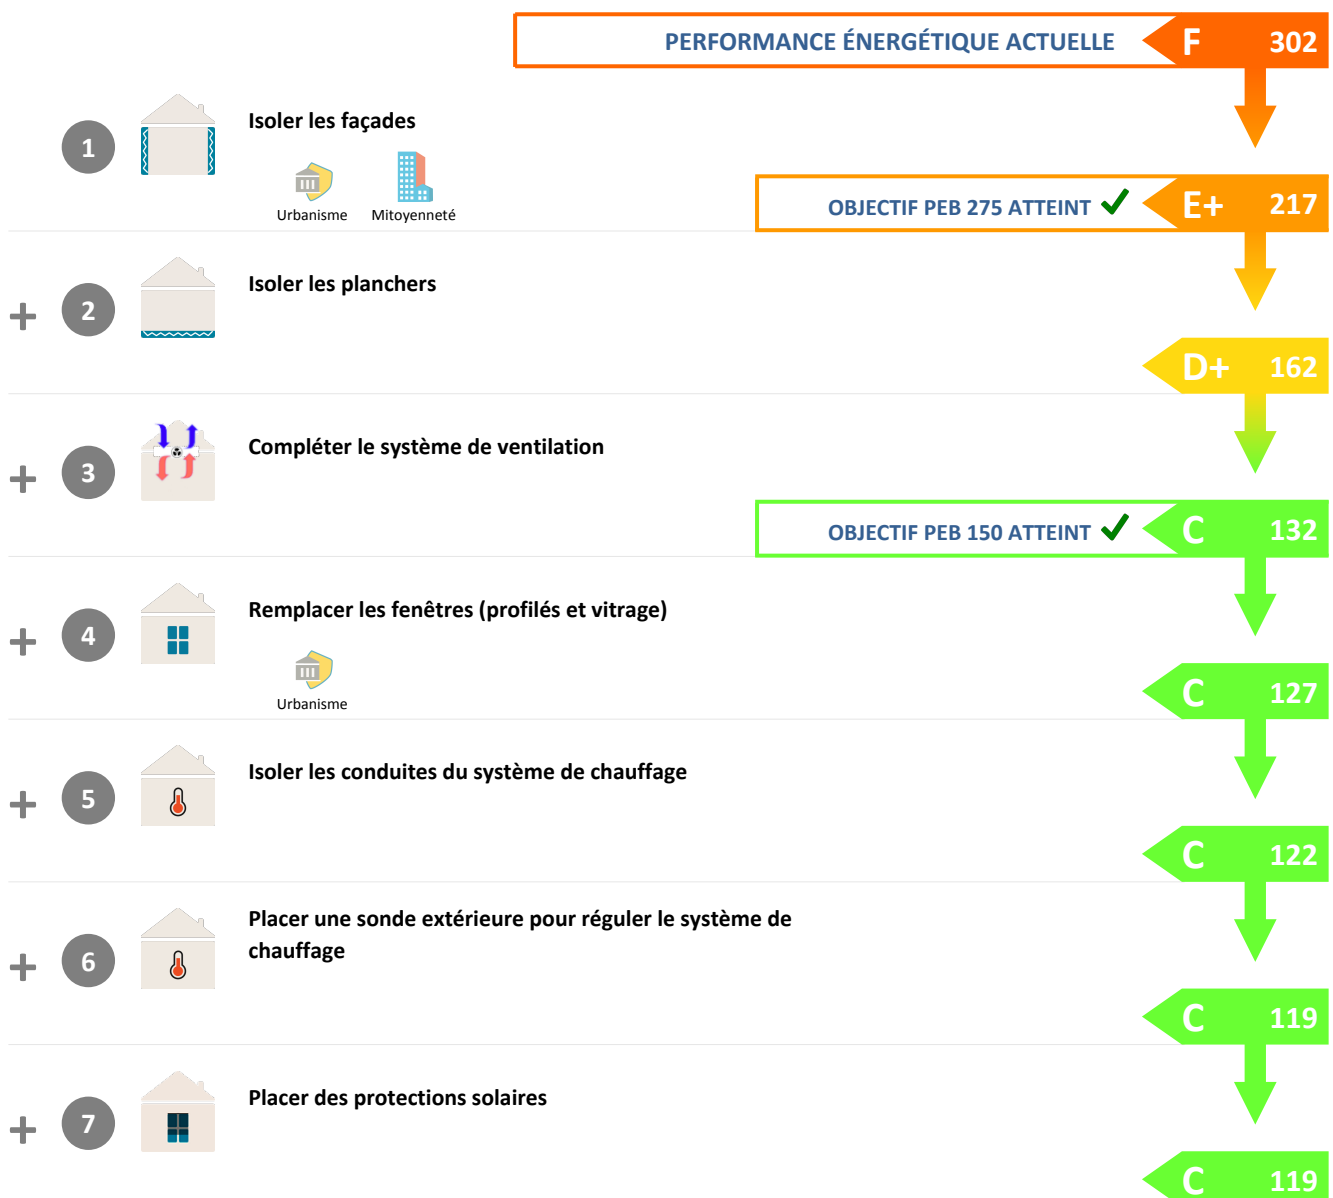 PERFORMANCE ÉNERGÉTIQUE ACTUELLE F 302
1 Isoler les façades
Urbanisme Mitoyenneté
OBJECTIF PEB 275 ATTEINT ✔ E+ 217
+ 2 Isoler les planchers
D+ 162
+ 3 Compléter le système de ventilation
OBJECTIF PEB 150 ATTEINT ✔ C 132
+ 4 Remplacer les fenêtres (profilés et vitrage)
Urbanisme
C 127
+ 5 Isoler les conduites du système de chauffage
C 122
+ 6 Placer une sonde extérieure pour réguler le système de
chauffage
C 119
+ 7 Placer des protections solaires
C 119